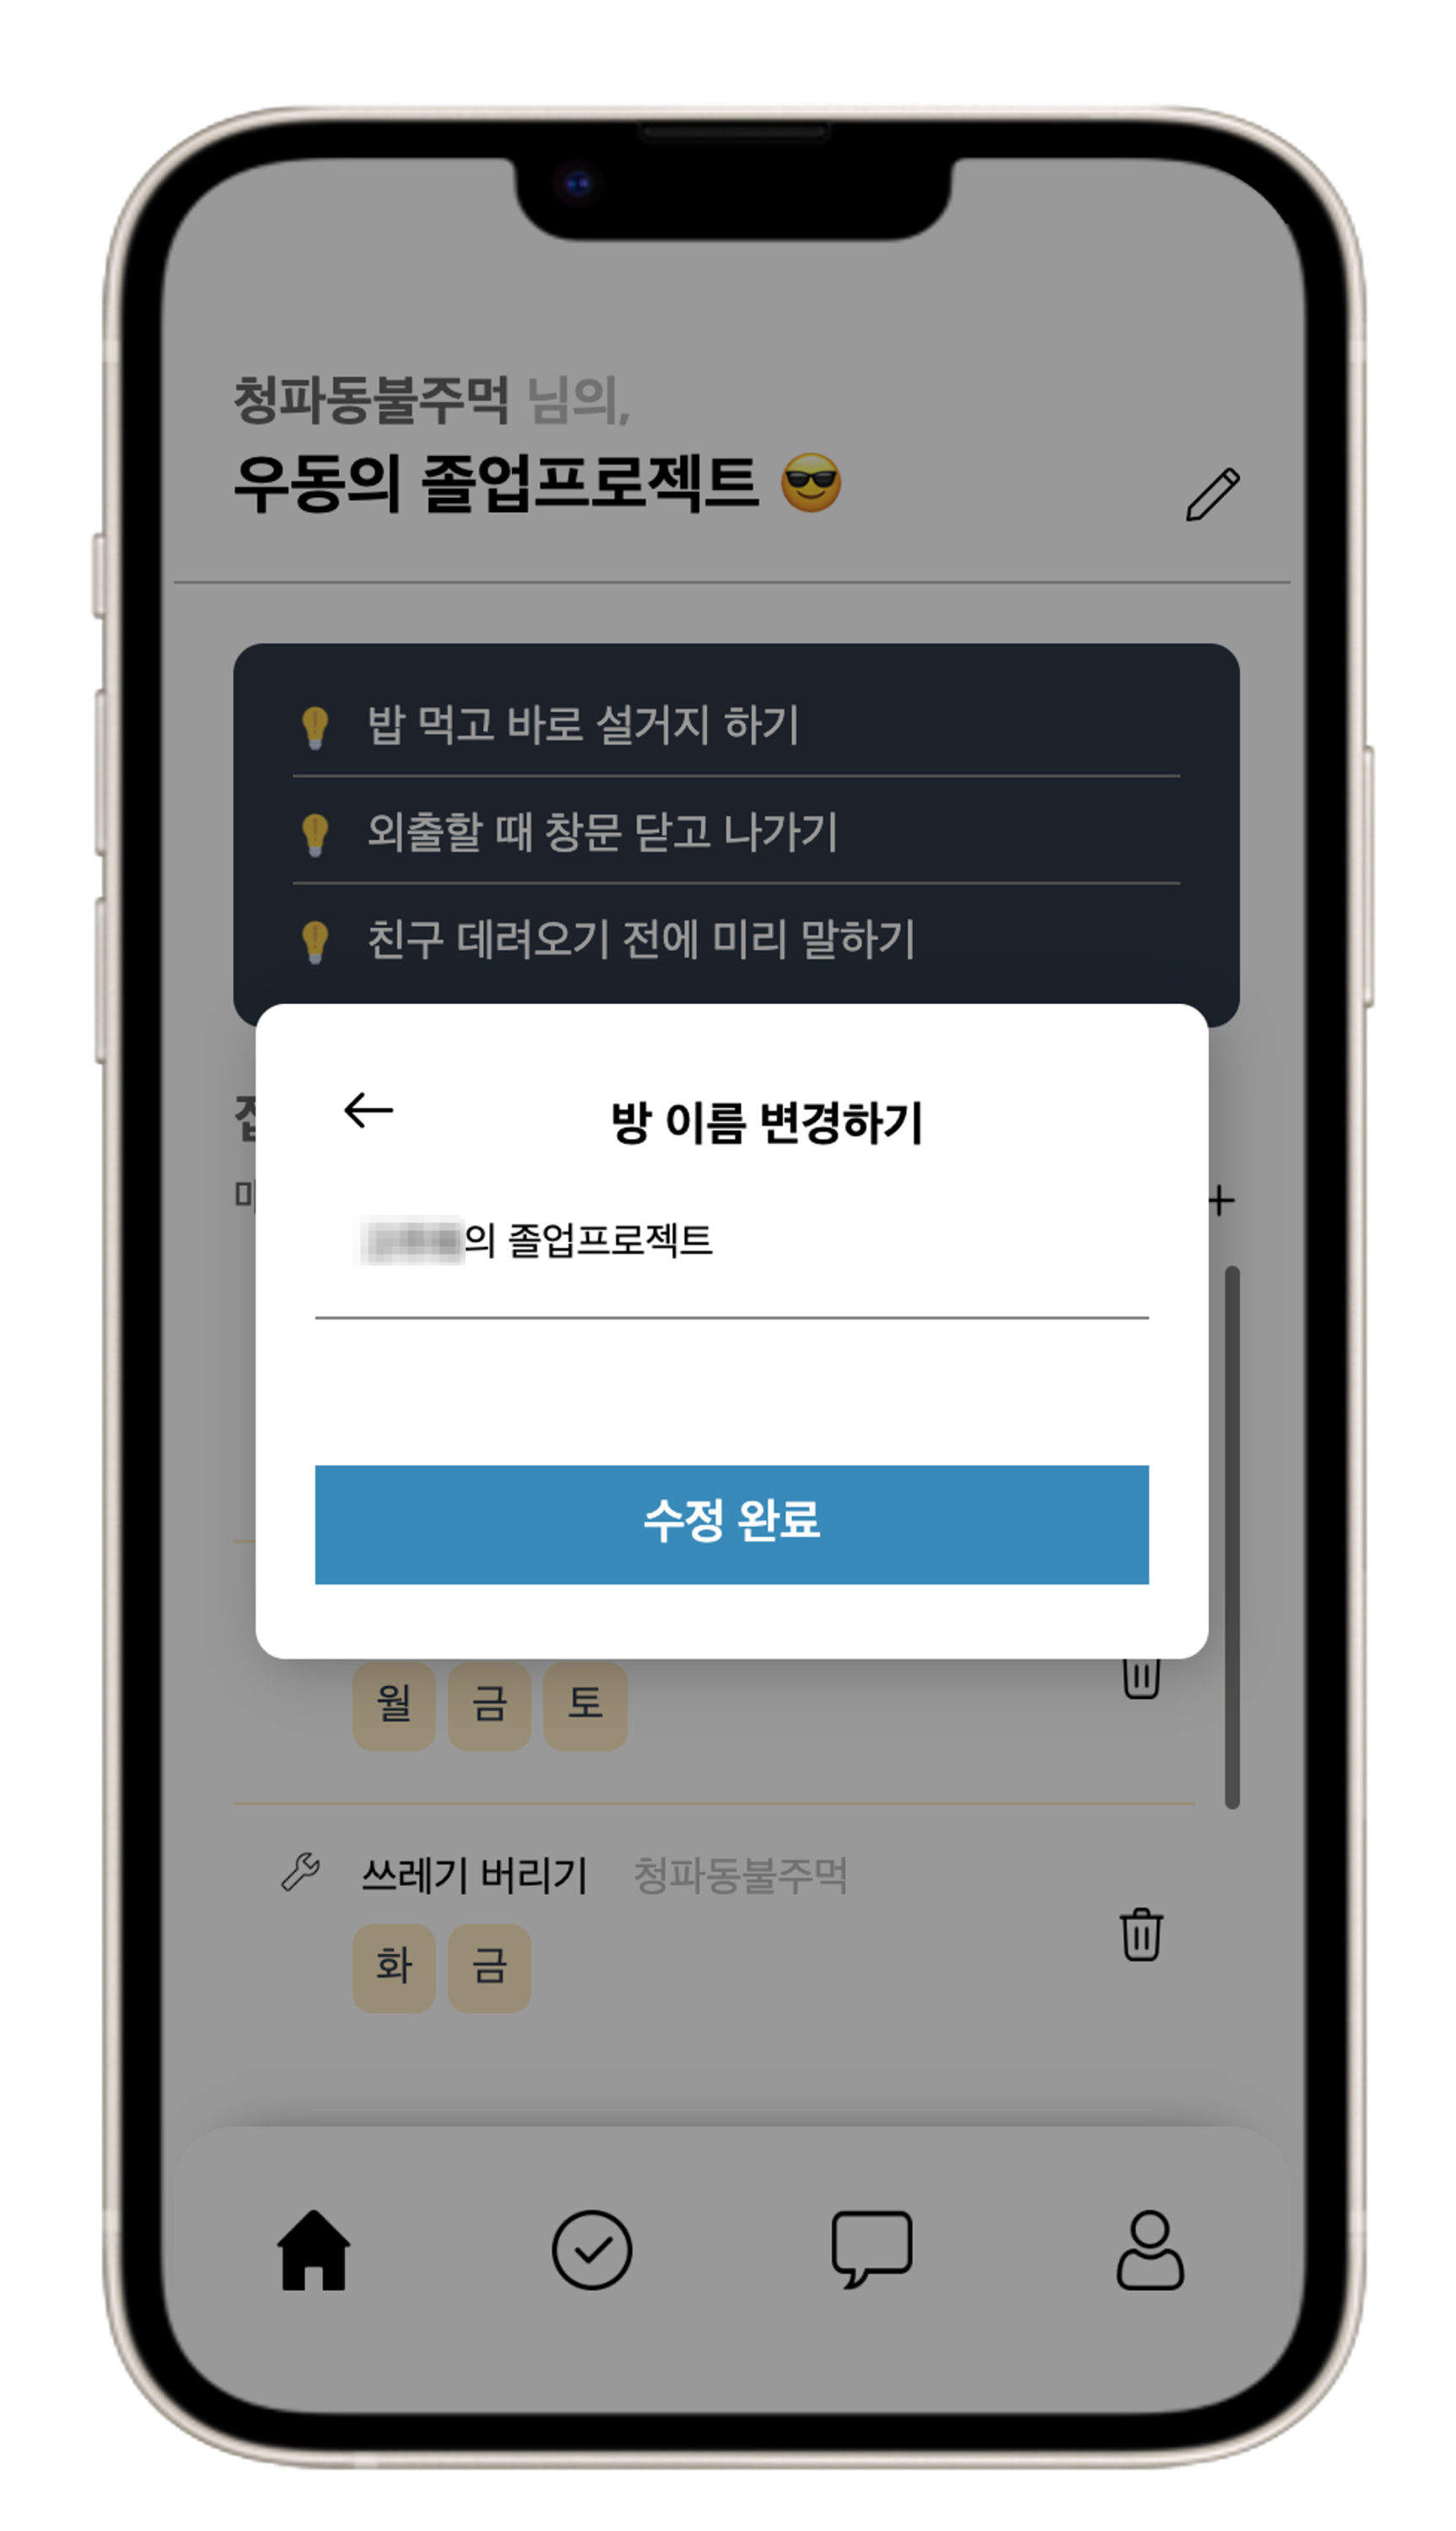 청파동불주먹 님의,
우동의 졸업프로젝트 😎
밥 먹고 바로 설거지 하기
외출할 때 창문 닫고 나가기
친구 데려오기 전에 미리 말하기
방 이름 변경하기
의 졸업프로젝트
수정 완료
월 금 토
쓰레기 버리기 청파동불주먹
화 금